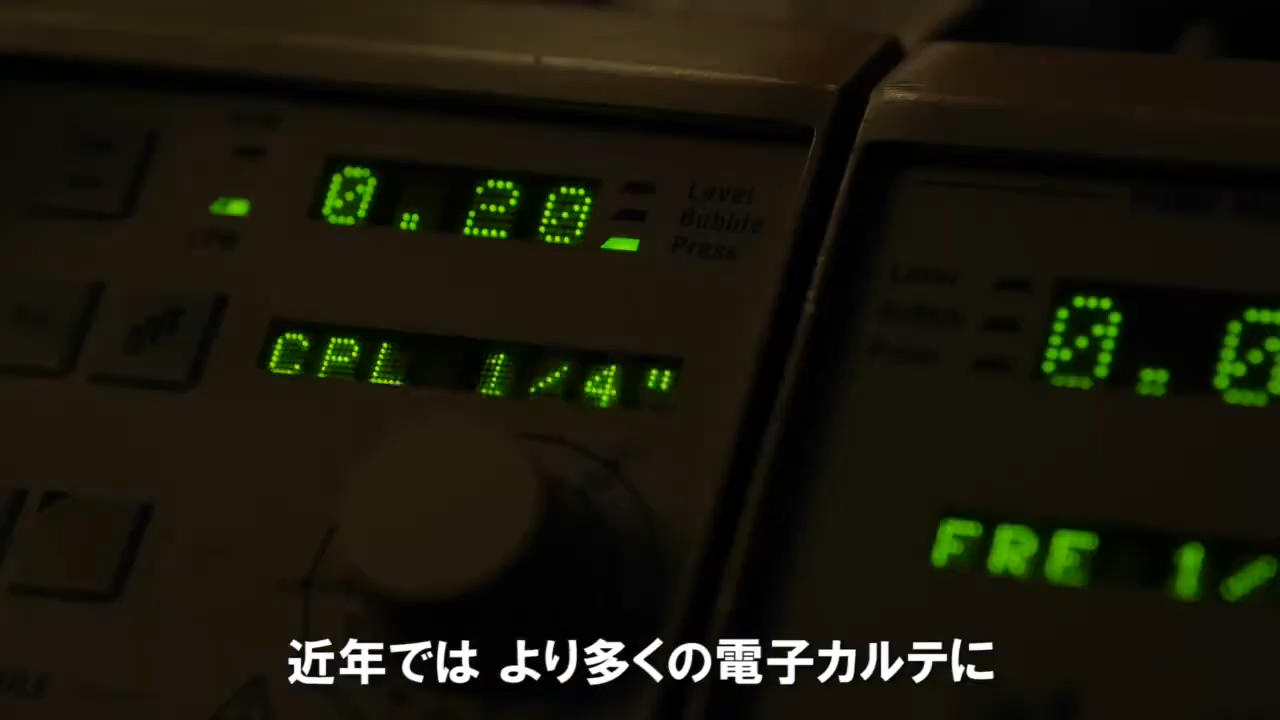 0.20
Level
Bubble
Press
CPL 1/4"
Level
0.0
FRE 1/
近年では より多くの電子カルテに